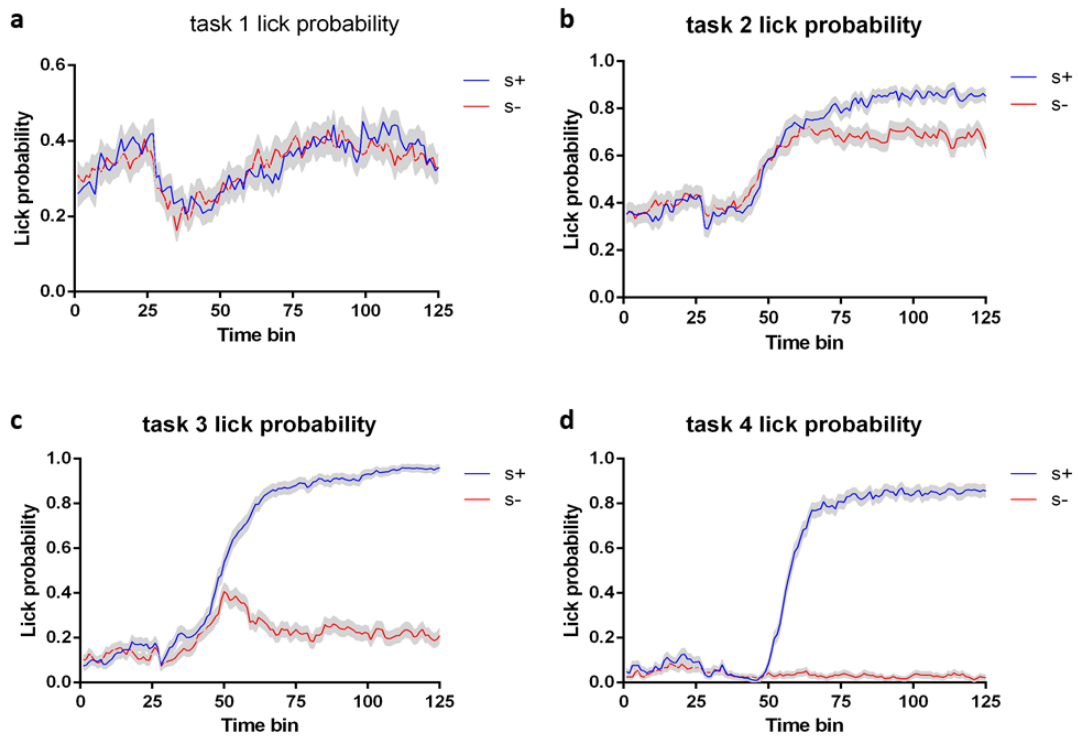 a
task 1 lick probability
0.6
0.4
0.2
0.0
Lick probability
0
25
50
75
100
125
Time bin
s+
s-
b
task 2 lick probability
1.0
0.8
0.6
0.4
0.2
0.0
Lick probability
0
25
50
75
100
125
Time bin
s+
s-
c
task 3 lick probability
1.0
0.8
0.6
0.4
0.2
0.0
Lick probability
0
25
50
75
100
125
Time bin
s+
s-
d
task 4 lick probability
1.0
0.8
0.6
0.4
0.2
0.0
Lick probability
0
25
50
75
100
125
Time bin
s+
s-